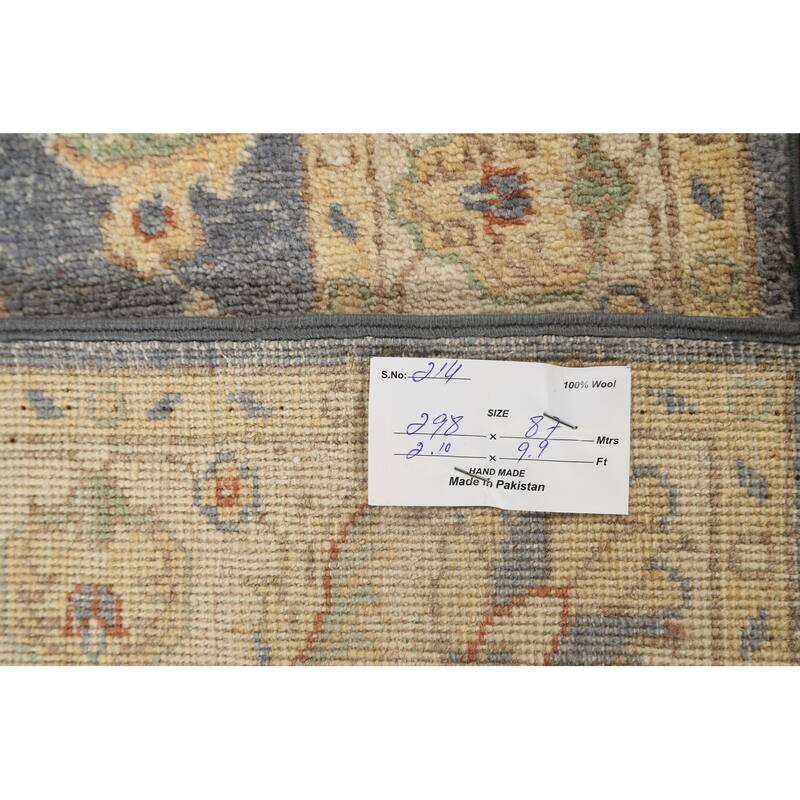 S.No: 214
100% Wool
SIZE
298 x 87 Mtrs
2.10 x 9.9 Ft
HAND MADE
Made in Pakistan